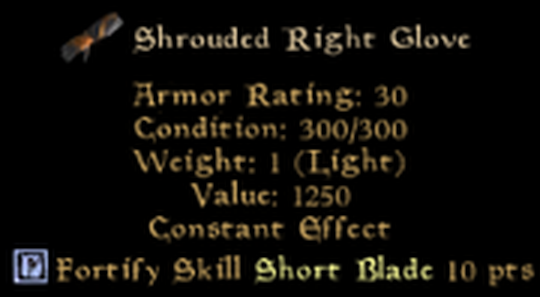 Shrouded Right Glove
Armor Rating: 30
Condition: 300/300
Weight: 1 (Light)
Value: 1250
Constant Effect
Fortify Skill Short Blade 10 pts